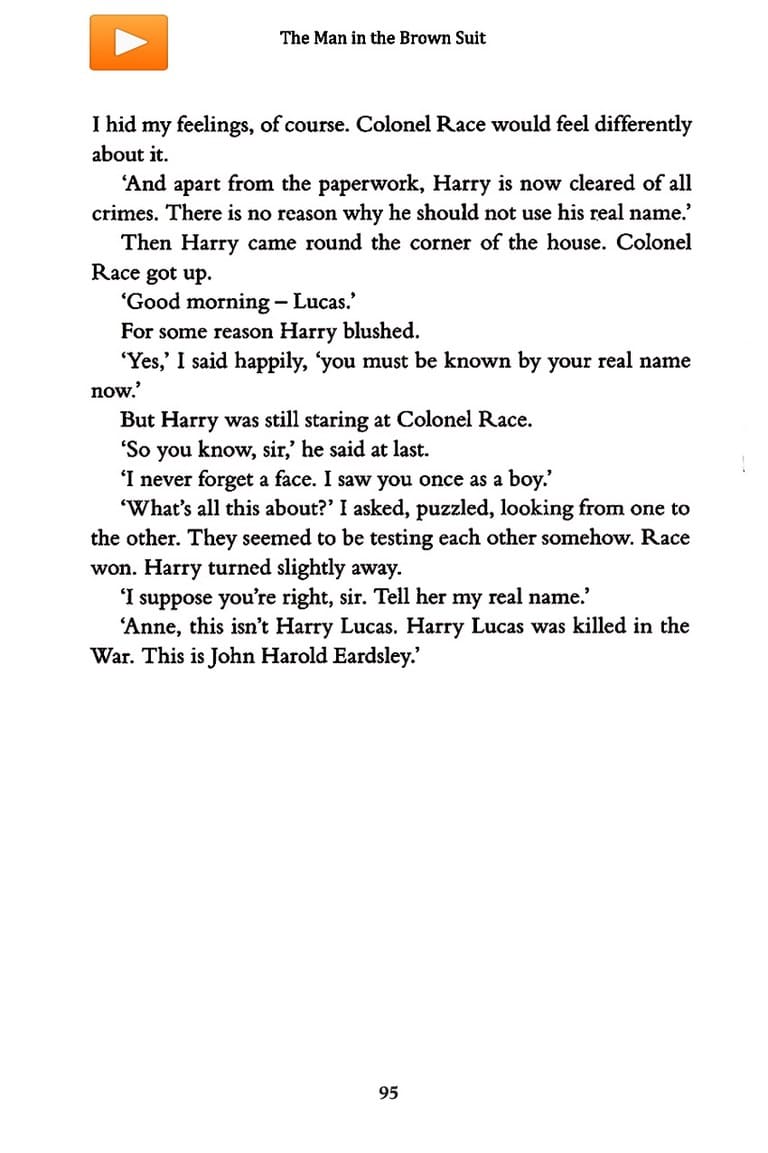 The Man in the Brown Suit
I hid my feelings, of course. Colonel Race would feel differently
about it.
‘And apart from the paperwork, Harry is now cleared of all
crimes. There is no reason why he should not use his real name.’
Then Harry came round the corner of the house. Colonel
Race got up.
‘Good morning – Lucas.’
For some reason Harry blushed.
‘Yes,’ I said happily, ‘you must be known by your real name
now.’
But Harry was still staring at Colonel Race.
‘So you know, sir,’ he said at last.
‘I never forget a face. I saw you once as a boy.’
‘What’s all this about?’ I asked, puzzled, looking from one to
the other. They seemed to be testing each other somehow. Race
won. Harry turned slightly away.
‘I suppose you’re right, sir. Tell her my real name.’
‘Anne, this isn’t Harry Lucas. Harry Lucas was killed in the
War. This is John Harold Eardsley.’
95